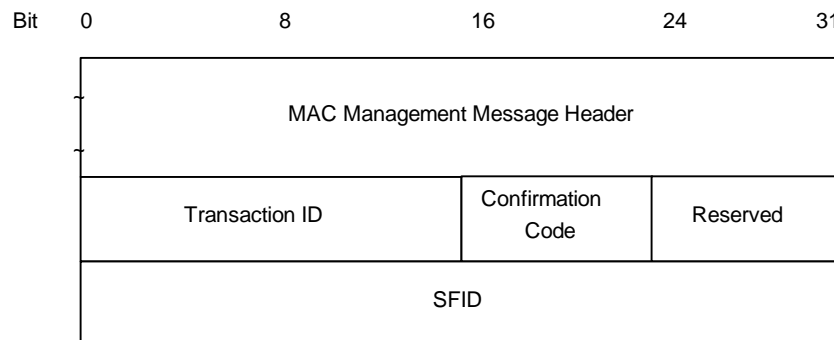 Bit 0 8 16 24 31
MAC Management Message Header
Transaction ID Confirmation Code Reserved
SFID